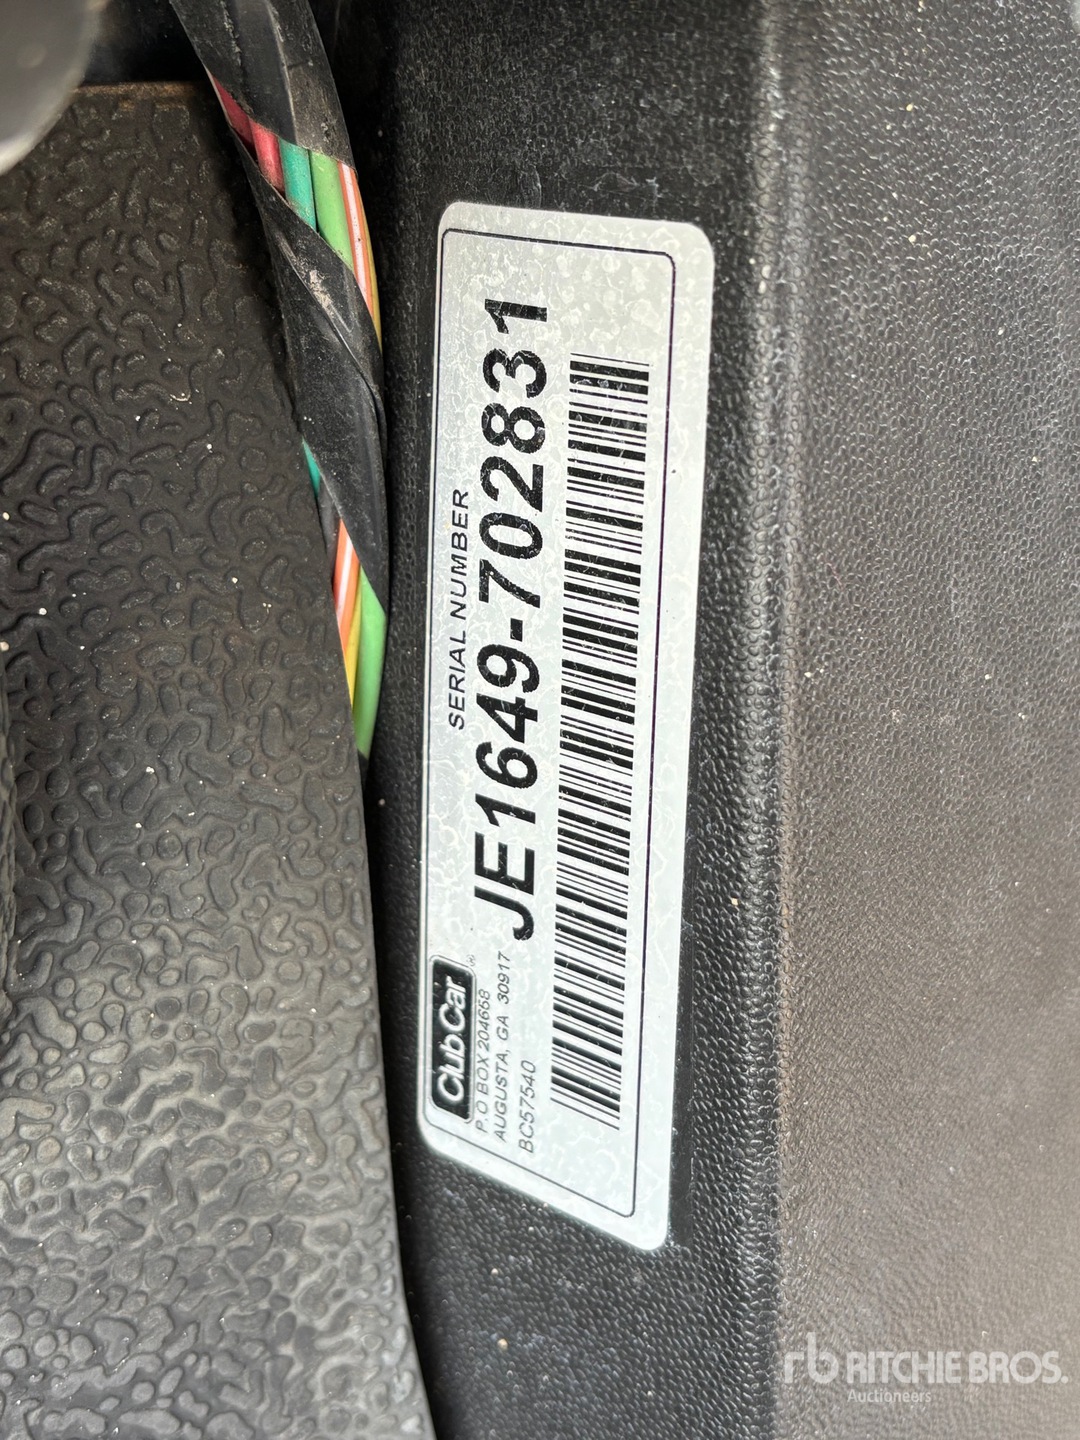 SERIAL NUMBER
JE1649-702831
Club Car®
P.O BOX 204658
AUGUSTA, GA 30917
BC57540
rb RITCHIE BROS.
Auctioneers